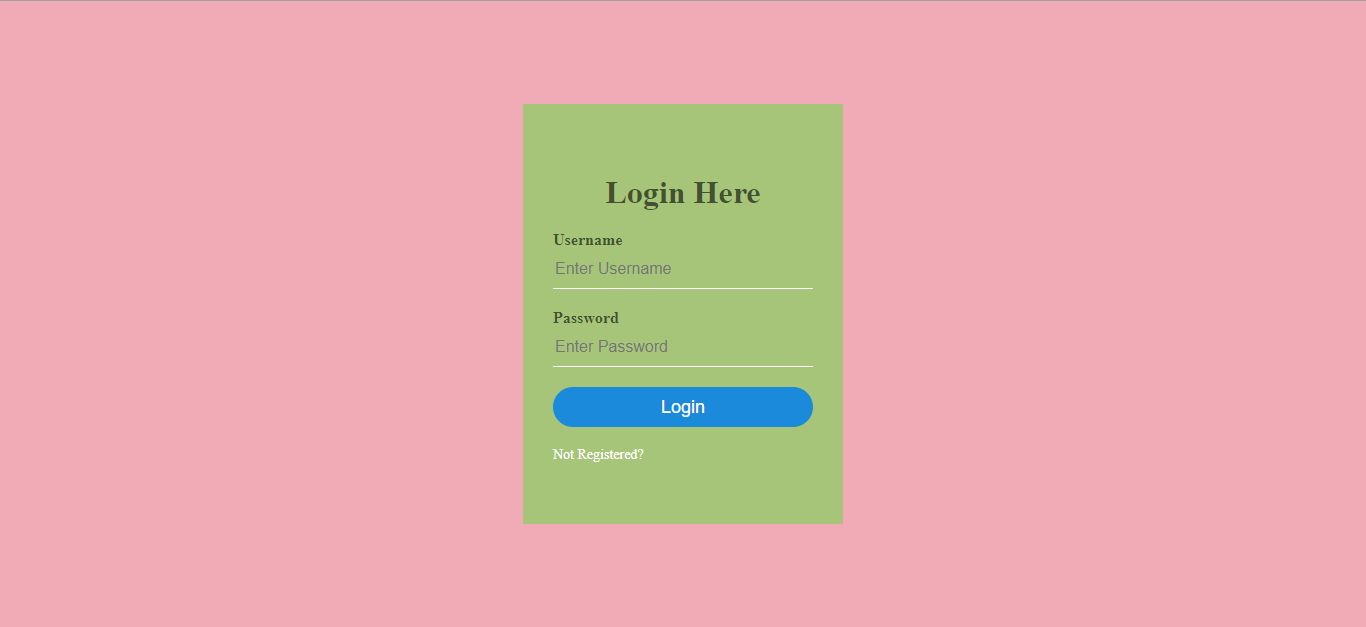 Login Here
Username
Enter Username
Password
Enter Password
Login
Not Registered?